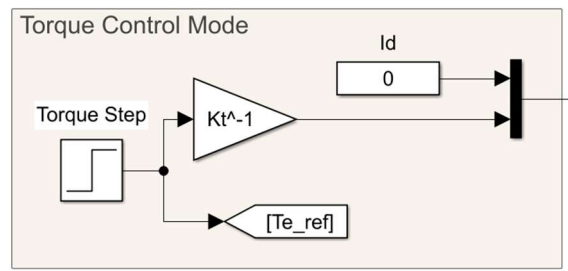 Torque Control Mode
Id
0
Torque Step
Kt^-1
[Te_ref]